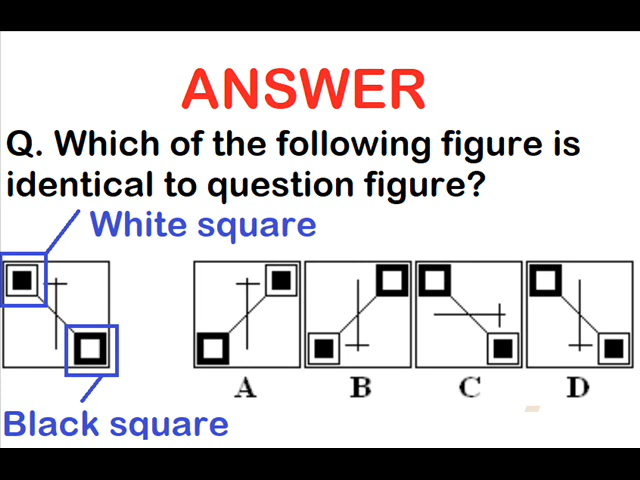 ANSWER
Q. Which of the following figure is
identical to question figure?
White square
A B C D
Black square